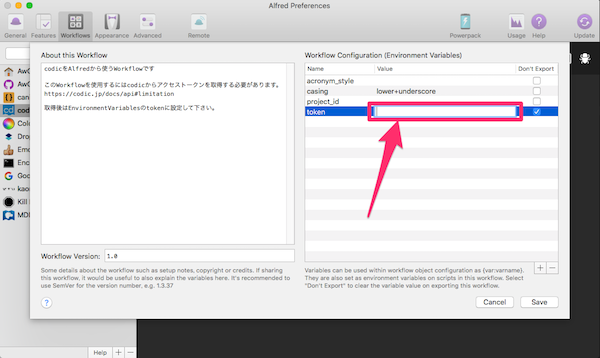 Alfred Preferences
General
Features
Workflows
Appearance
Advanced
Remote
Powerpack
Usage
Help
Update
About this Workflow
codicをAlfredから使うWorkflowです
このWorkflowを使用するにはcodicからアクセストークンを取得する必要があります。
https://codic.jp/docs/api#limitation
取得後はEnvironmentVariablesのtokenに設定して下さい。
Workflow Version: 1.0
Some details about the workflow such as setup notes, copyright or credits. If sharing
this workflow, it would be useful to also explain the variables here. It's recommended to
use SemVer for the version number. e.g. 1.3.37
Workflow Configuration (Environment Variables)
Name Value Don't Export
acronym_style
casing lower+underscore
project_id
token
Variables can be used within workflow object configuration as {var:varname}.
They are also set as environment variables on scripts in this workflow. Select
"Don't Export" to clear the variable value on exporting this workflow.
? Cancel Save
AwG
can
cod
Colo
Drop
Emo
Enc
Goo
kao
Kill
MDI
Help + −